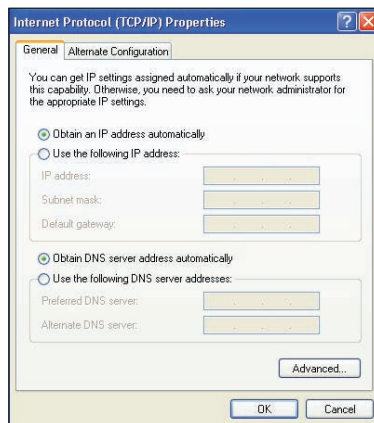 Internet Protocol (TCP/IP) Properties
General
Alternate Configuration
You can get IP settings assigned automatically if your network supports
this capability. Otherwise, you need to ask your network administrator for
the appropriate IP settings.
Obtain an IP address automatically
Use the following IP address:
IP address:
Subnet mask:
Default gateway:
Obtain DNS server address automatically
Use the following DNS server addresses:
Preferred DNS server:
Alternate DNS server:
Advanced...
OK
Cancel